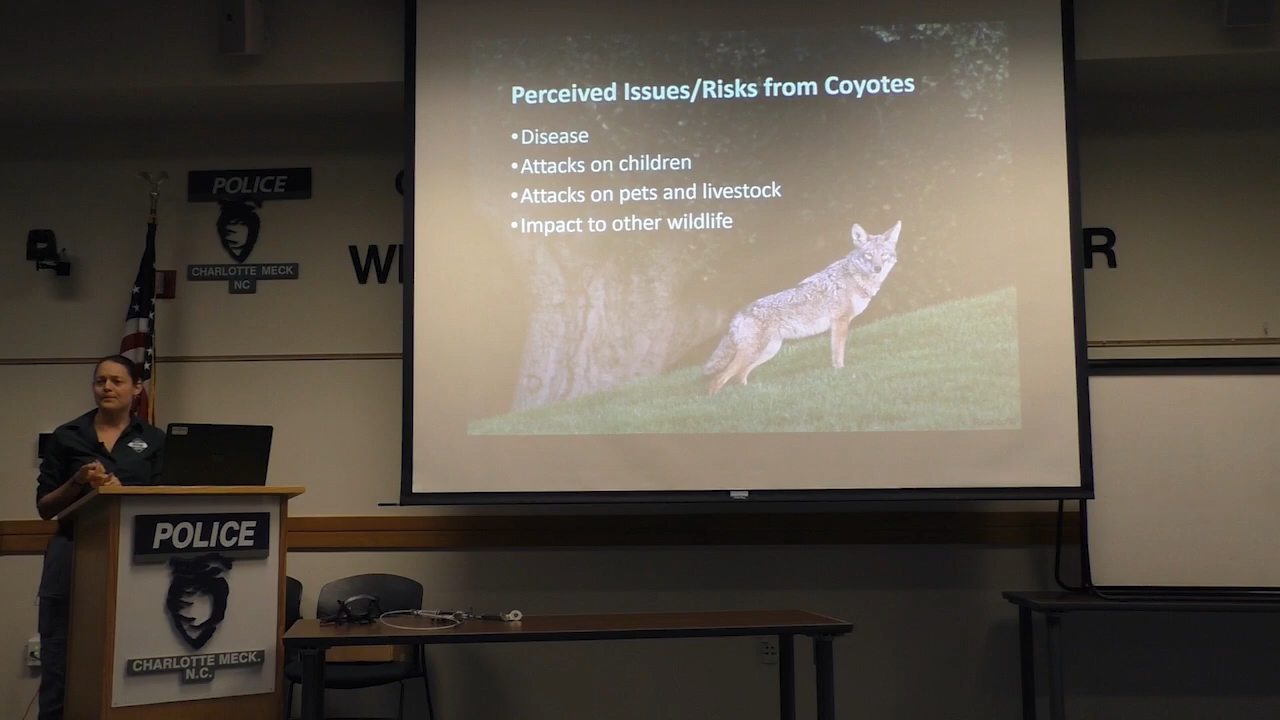 Perceived Issues/Risks from Coyotes
•Disease
•Attacks on children
•Attacks on pets and livestock
•Impact to other wildlife
POLICE
CHARLOTTE MECK
NC
POLICE
CHARLOTTE MECK.
N.C.